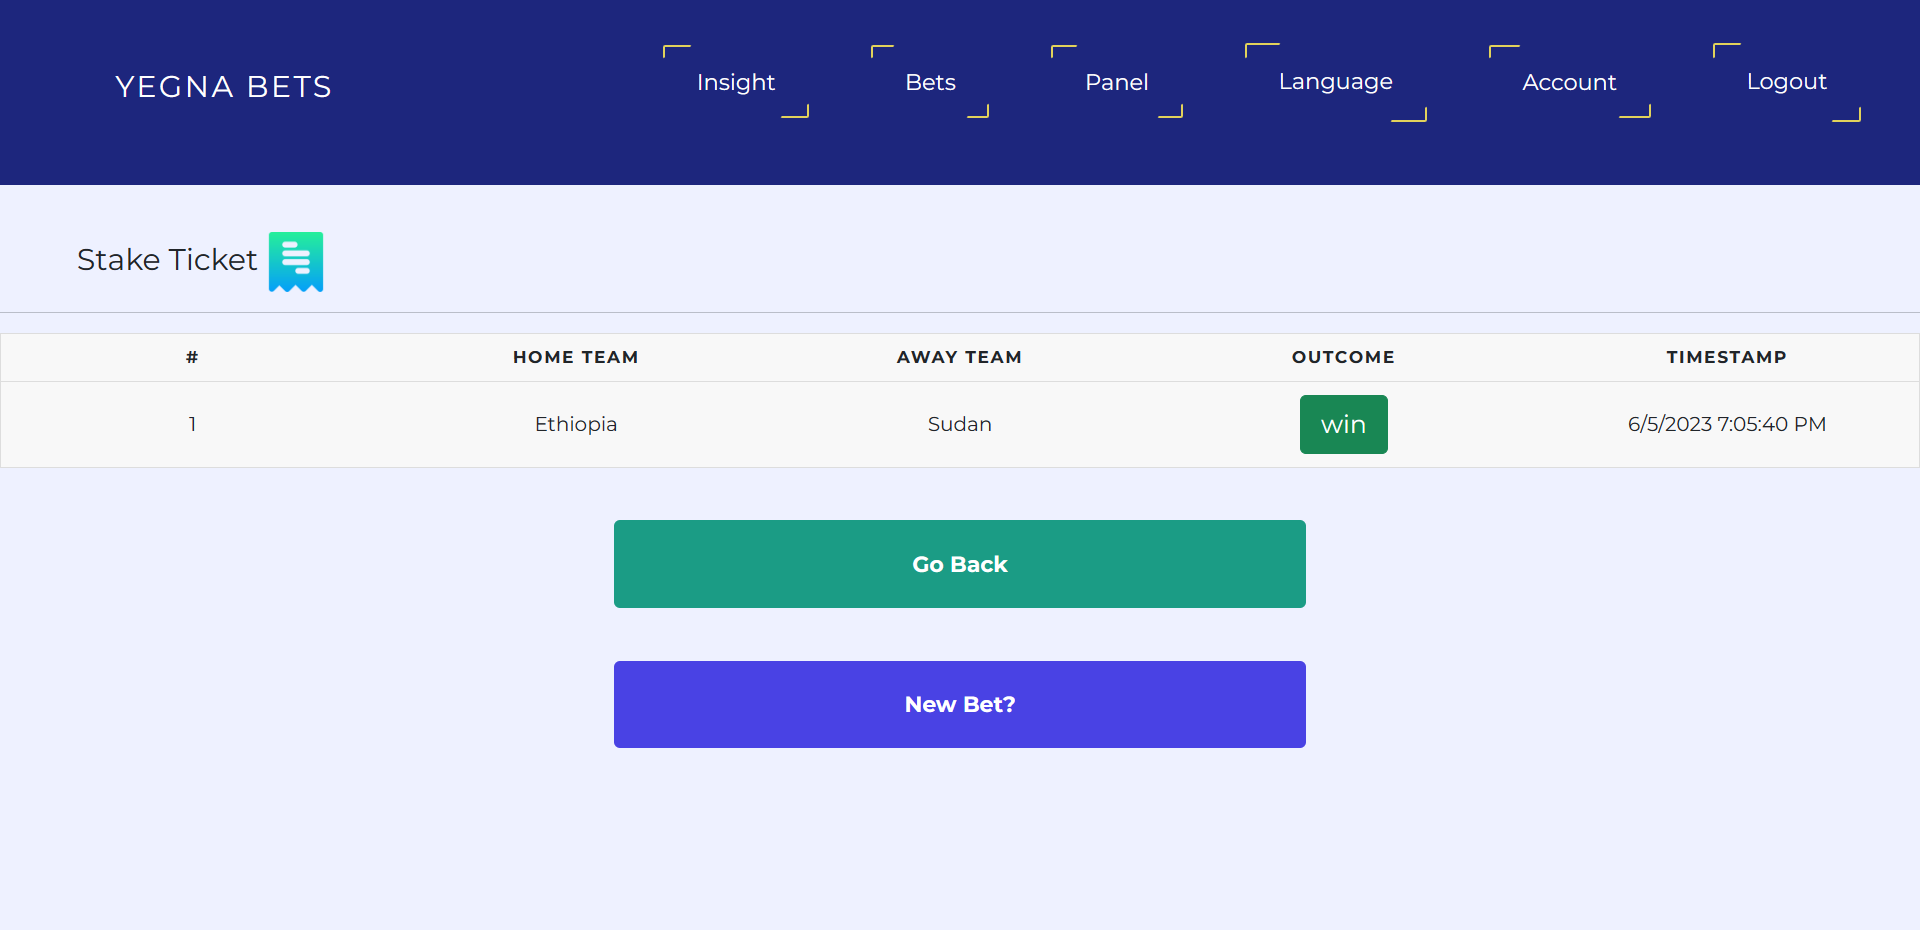 YEGNA BETS
Insight Bets Panel Language Account Logout
Stake Ticket
# HOME TEAM AWAY TEAM OUTCOME TIMESTAMP
1 Ethiopia Sudan win 6/5/2023 7:05:40 PM
Go Back
New Bet?